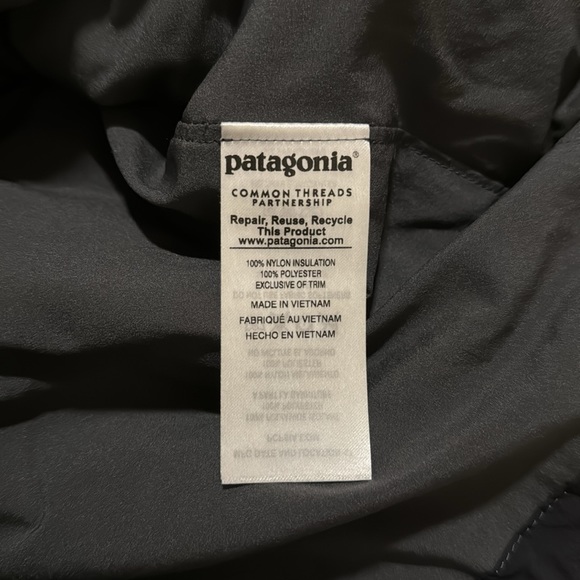 patagonia®
COMMON THREADS
PARTNERSHIP
Repair, Reuse, Recycle
This Product
www.patagonia.com
100% NYLON INSULATION
100% POLYESTER
EXCLUSIVE OF TRIM
MADE IN VIETNAM
FABRIQUÉ AU VIETNAM
HECHO EN VIETNAM